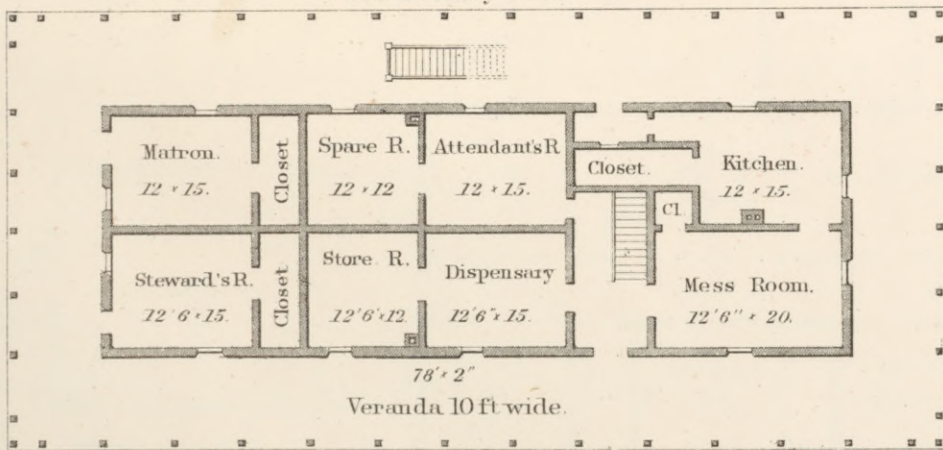 Matron.
12 × 15.
Closet
Spare R.
12 × 12
Attendant's R
12 × 15.
Closet.
Kitchen.
12 × 15.
Cl
Steward's R.
12' 6 × 15.
Closet
Store R.
12'6" × 12
Dispensary
12'6" × 15.
Mess Room.
12'6" × 20.
78' × 2"
Veranda 10 ft wide.